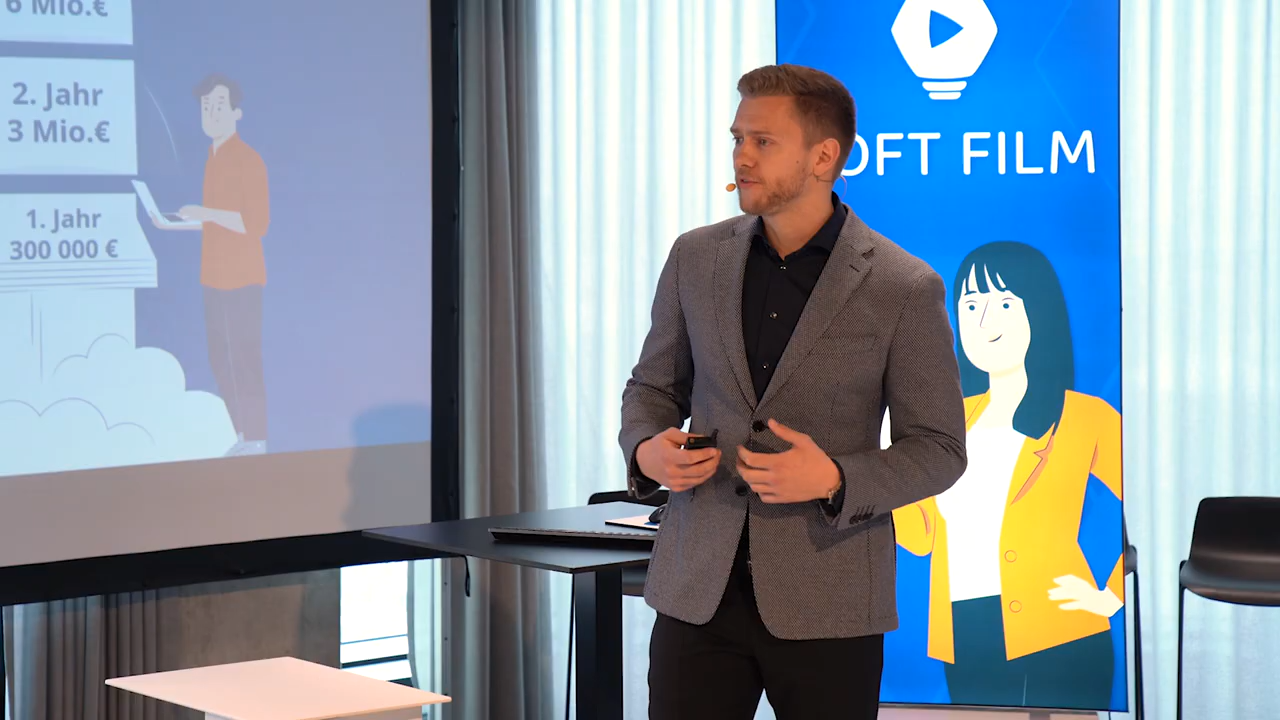 6 Mio.€
2. Jahr
3 Mio.€
1. Jahr
300 000 €
OFT FILM